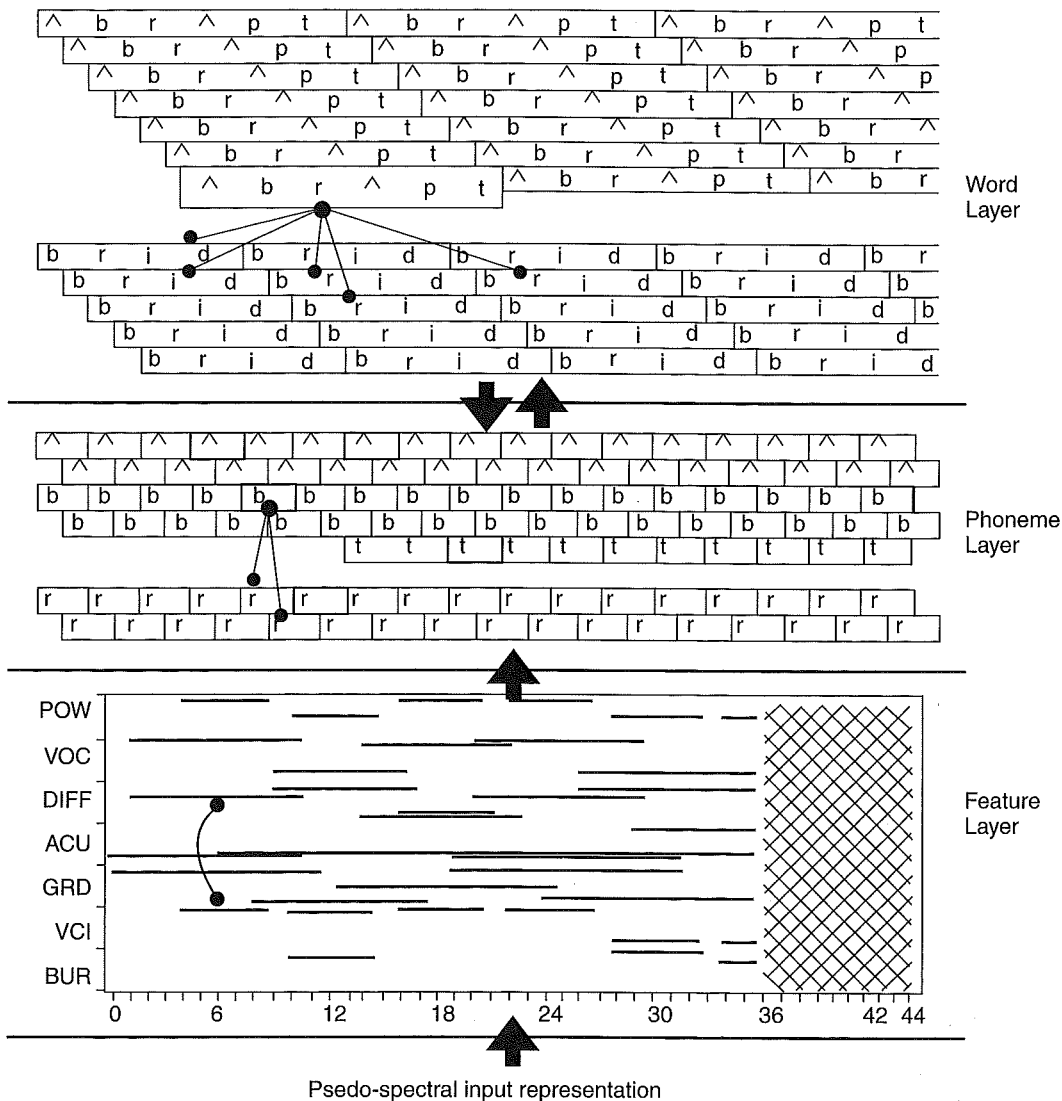 ^ b r ^ p t ^ b r ^ p t ^ b r ^ p t
^ b r ^ p t ^ b r ^ p t ^ b r ^ p
^ b r ^ p t ^ b r ^ p t ^ b r ^ p
^ b r ^ p t ^ b r ^ p t ^ b r ^
^ b r ^ p t ^ b r ^ p t ^ b r ^
^ b r ^ p t ^ b r ^ p t ^ b r
^ b r ^ p t ^ b r ^ p t ^ b r
Word
Layer
b r i d b r i d b r i d b r i d b r
b r i d b r i d b r i d b r i d b
b r i d b r i d b r i d b r i d b
b r i d b r i d b r i d b r i d
b r i d b r i d b r i d b r i d
^ ^ ^ ^ ^ ^ ^ ^ ^ ^ ^ ^ ^ ^ ^ ^ ^
^ ^ ^ ^ ^ ^ ^ ^ ^ ^ ^ ^ ^ ^ ^ ^ ^
b b b b b b b b b b b b b b b b b
b b b b b b b b b b b b b b b b b
t t t t t t t t t t t
Phoneme
Layer
r r r r r r r r r r r r r r r r r
r r r r r r r r r r r r r r r r r
POW
VOC
DIFF
ACU
GRD
VCI
BUR
Feature
Layer
0 6 12 18 24 30 36 42 44
Psedo-spectral input representation